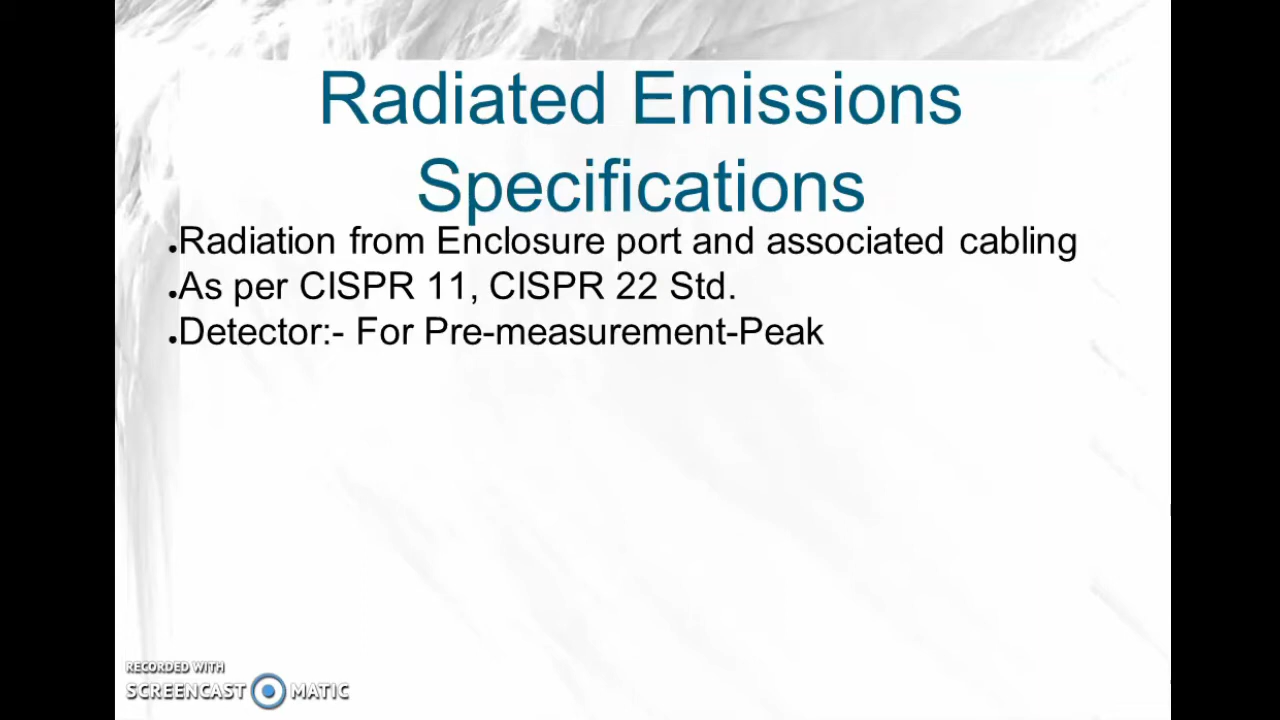 Radiated Emissions
Specifications
●Radiation from Enclosure port and associated cabling
●As per CISPR 11, CISPR 22 Std.
●Detector:- For Pre-measurement-Peak
RECORDED WITH
SCREENCAST MATIC